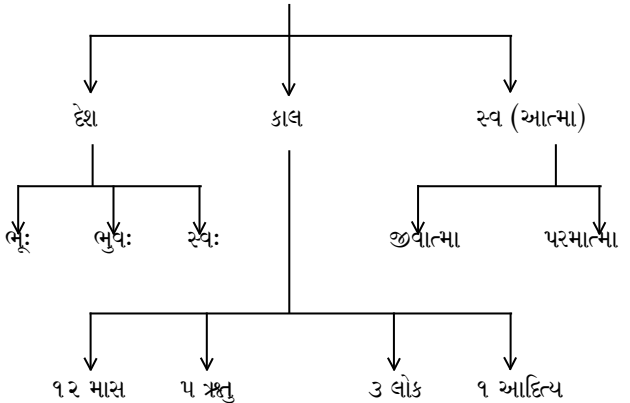 દેશ કાલ સ્વ (આત્મા)
ભૂ: ભુવ: સ્વ: જીવાત્મા પરમાત્મા
૧૨ માસ ૫ ઋતુ ૩ લોક ૧ આદિત્ય